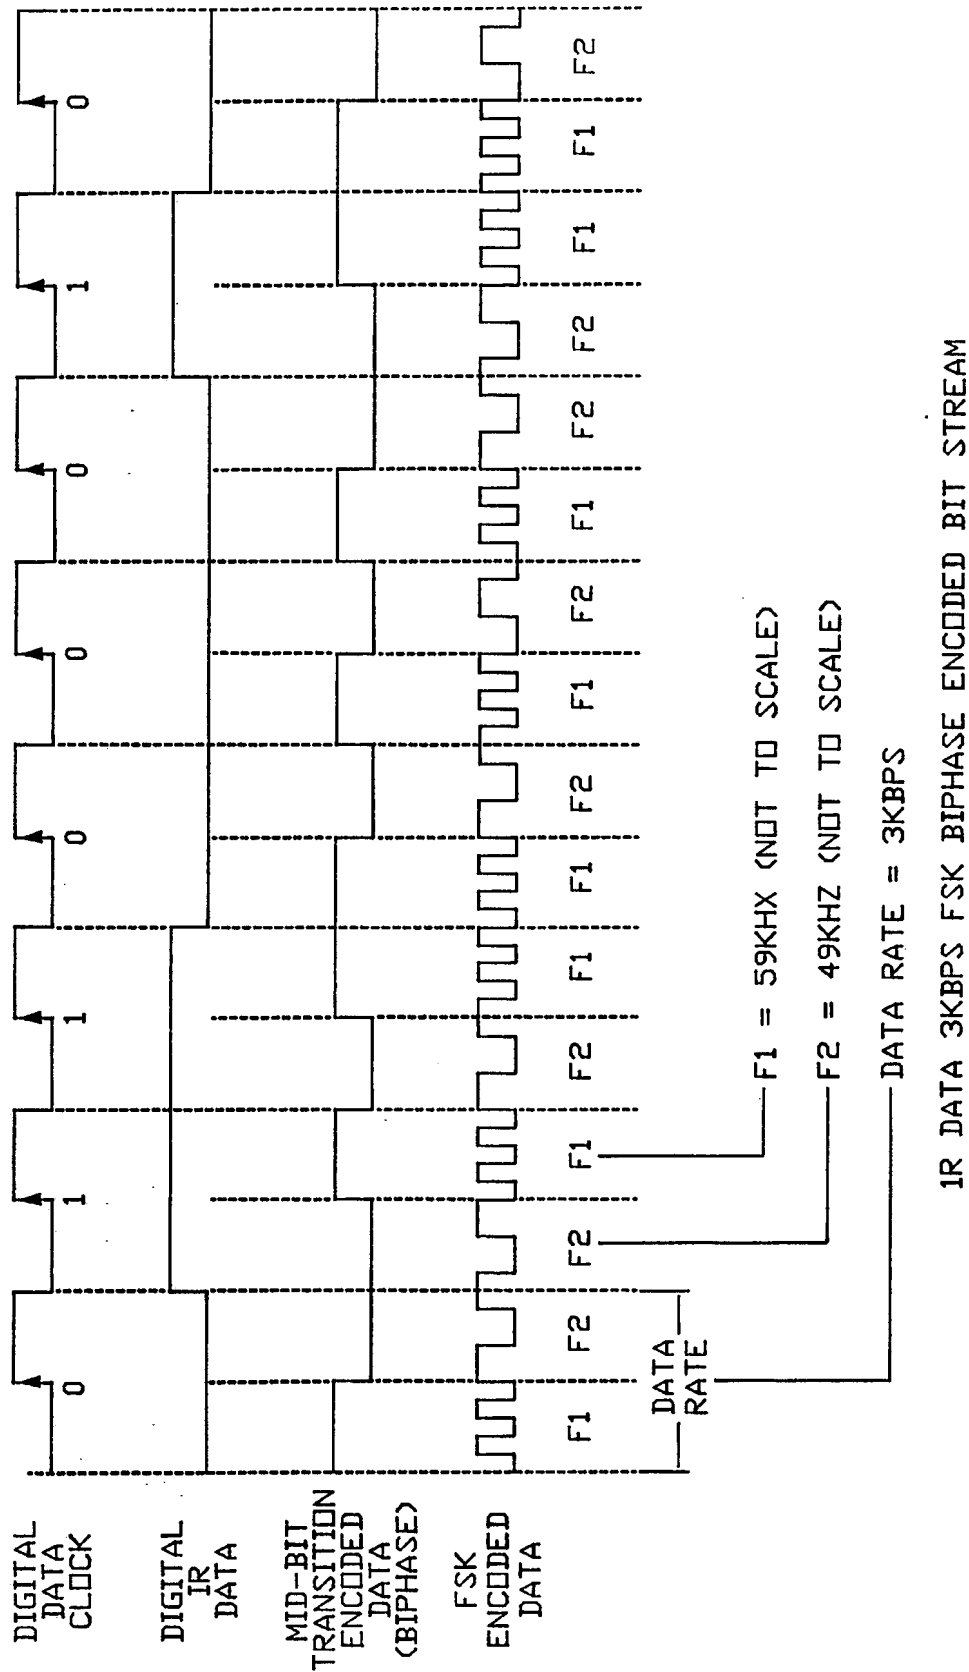 DIGITAL
DATA
CLOCK
0 1 1 0 0 0 1 0
DIGITAL
IR
DATA
MID-BIT
TRANSITION
ENCODED
DATA
(BIPHASE)
FSK
ENCODED
DATA
F1 F2 F2 F1 F2 F1 F1 F2 F1 F2 F1 F2 F2 F1 F1 F2
DATA
RATE
F1 = 59KHX (NOT TO SCALE)
F2 = 49KHZ (NOT TO SCALE)
DATA RATE = 3KBPS
1R DATA 3KBPS FSK BIPHASE ENCODED BIT STREAM